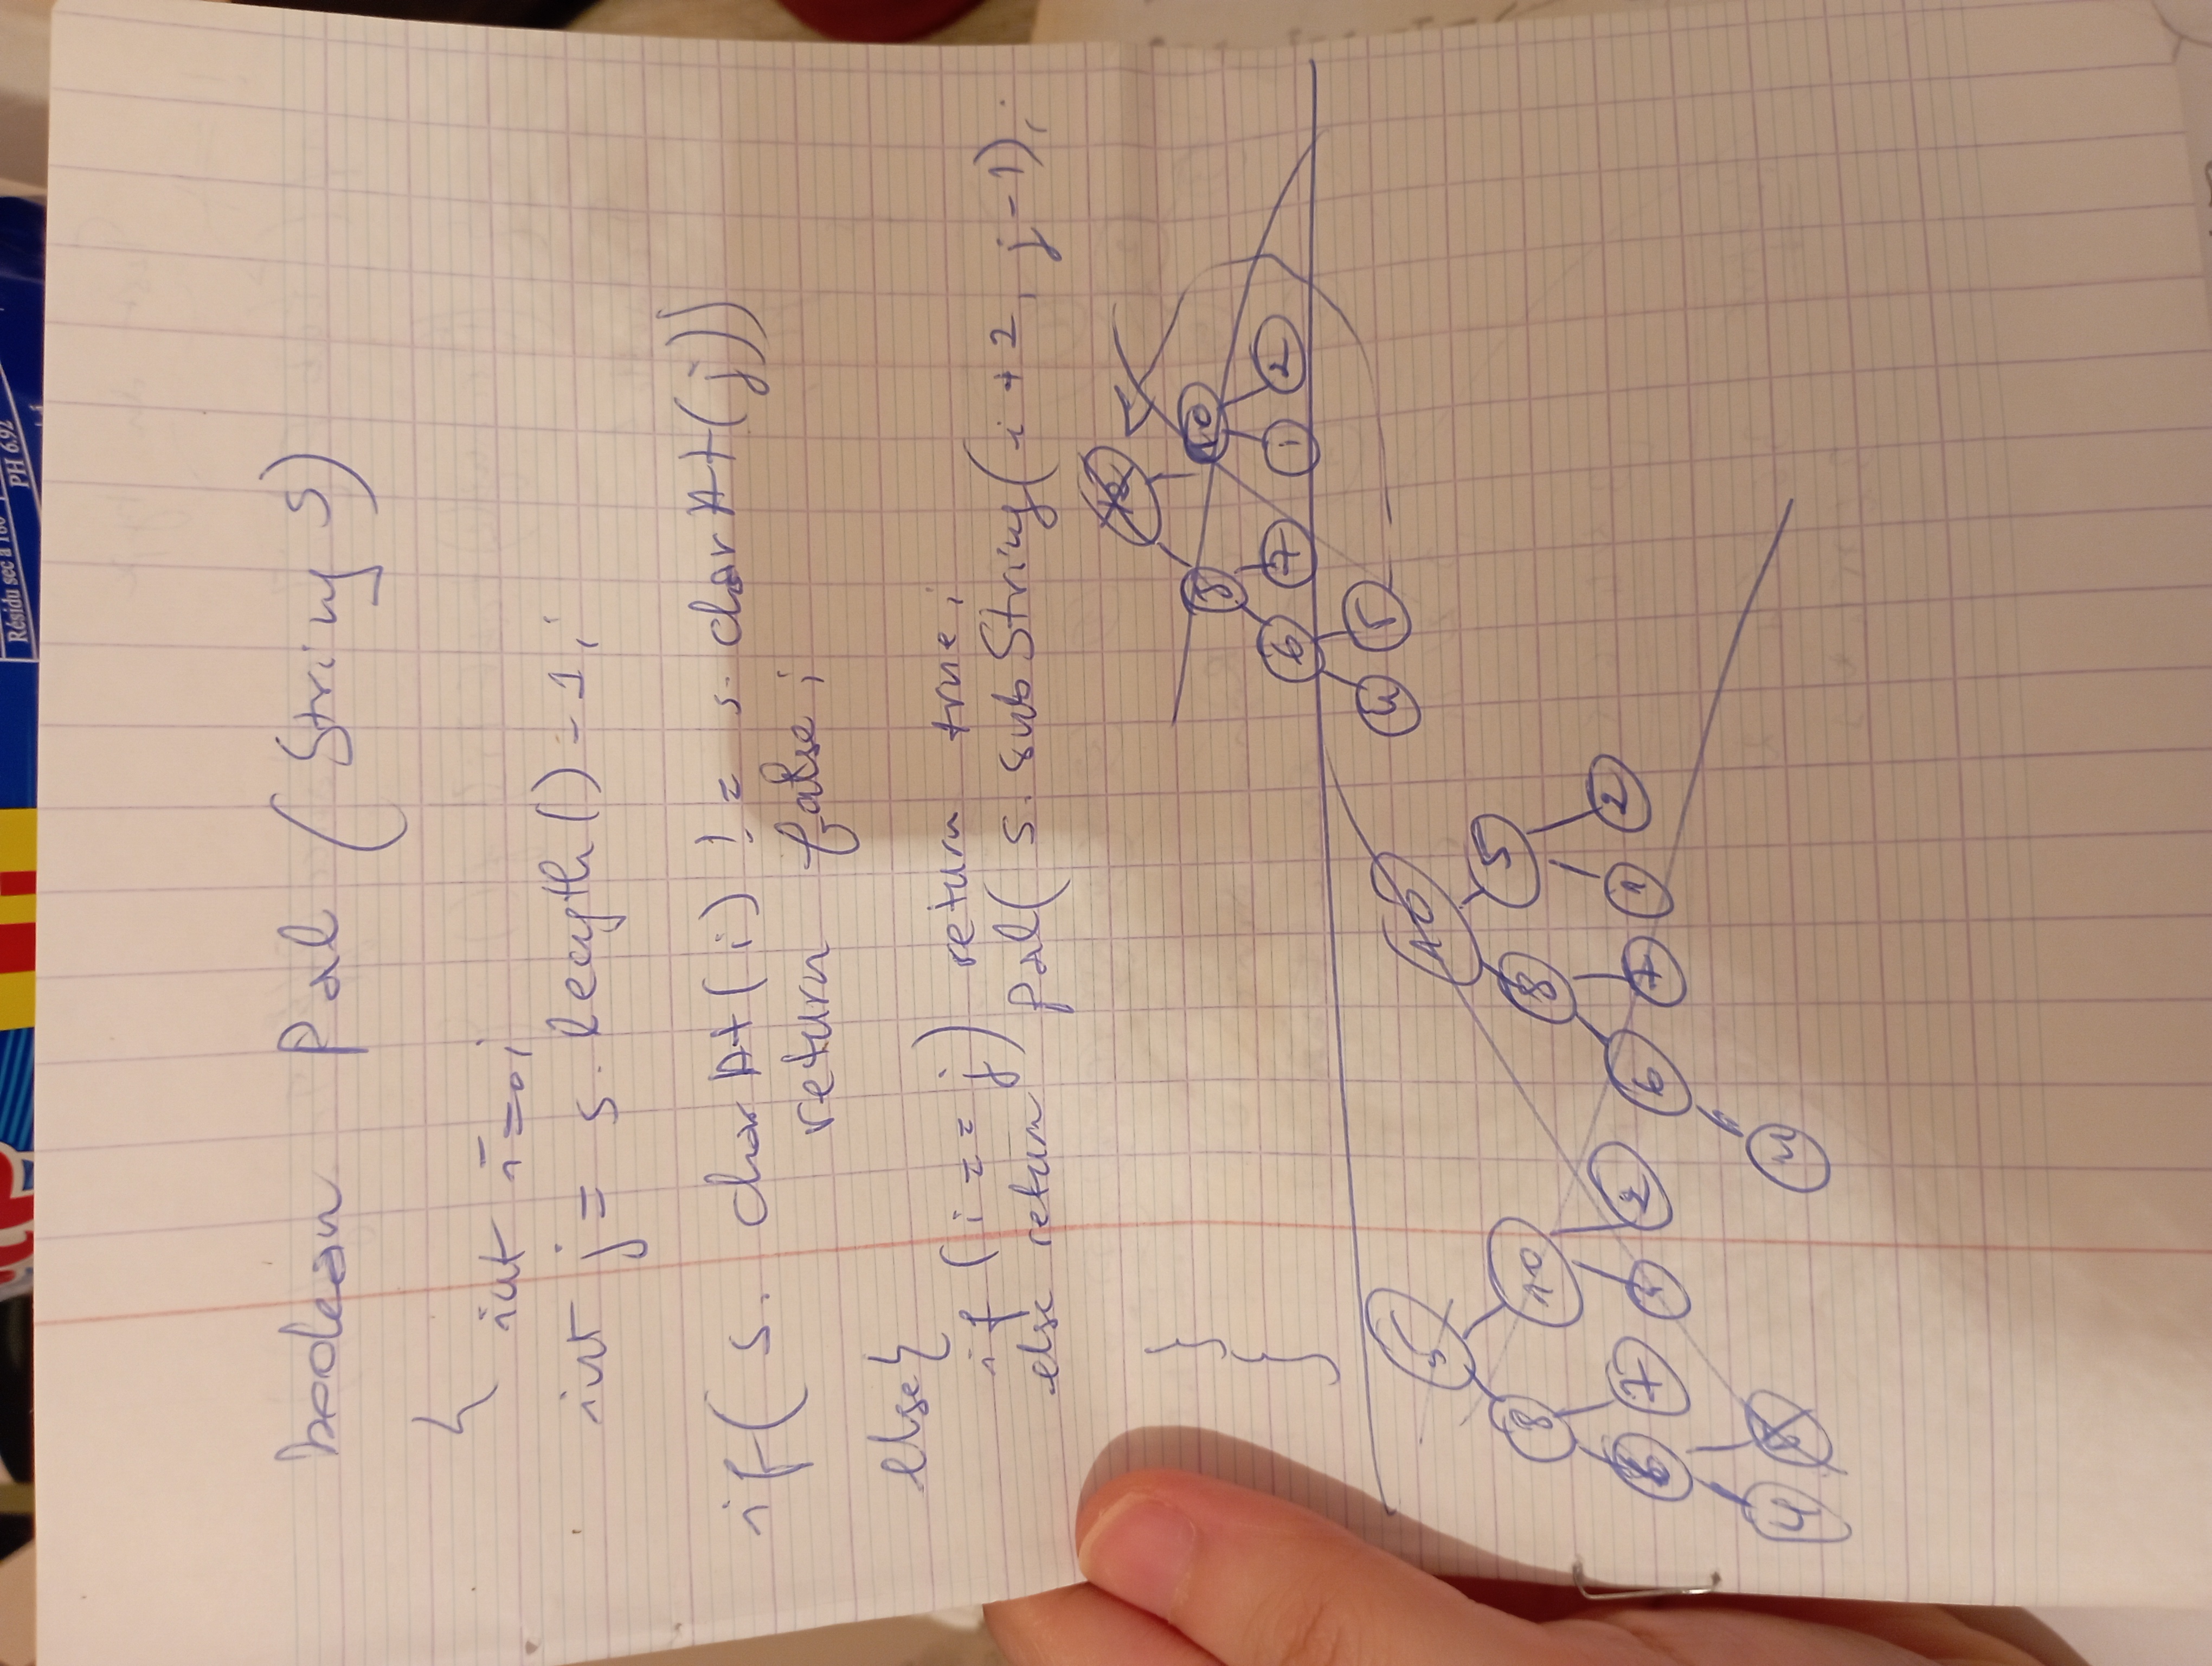 Résidu sec à 180
PH 6.92
boolean Pal (String s)
{
int i=0;
int j = s.length()-1;
if( s. charAt(i) != s. charAt(j))
return false;
else{
if (i == j) return true;
else return pal( s. subString(i+2, j-1);
}
}
12
8 10
6 7 1 2
4 5
5
8 10
6 7 1 2
4
10
8 5
6 7 1 2
4